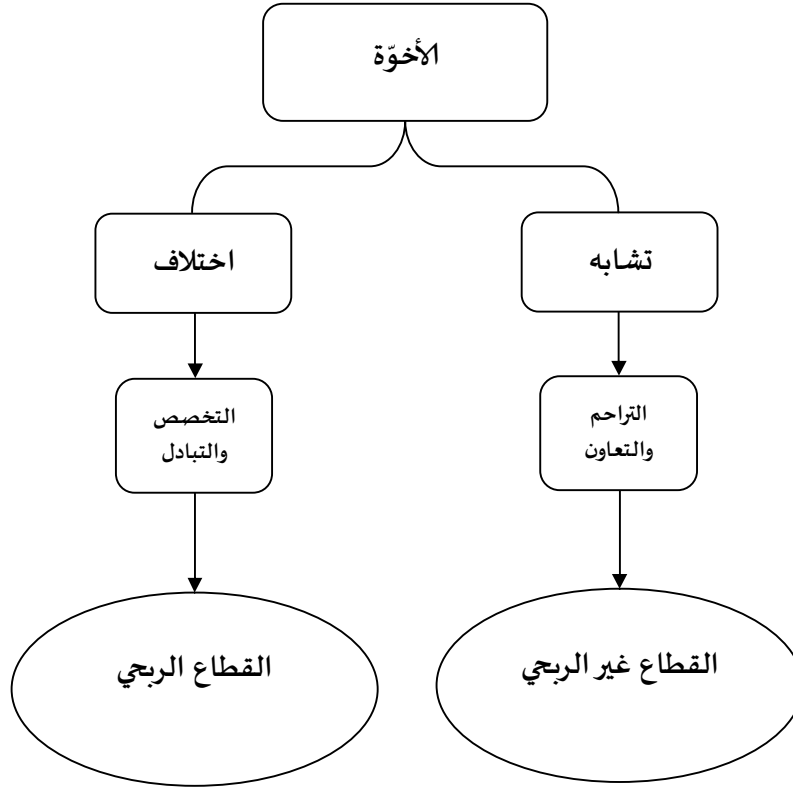 الأخوّة
تشابه
اختلاف
التراحم
والتعاون
التخصص
والتبادل
القطاع غير الربحي
القطاع الربحي